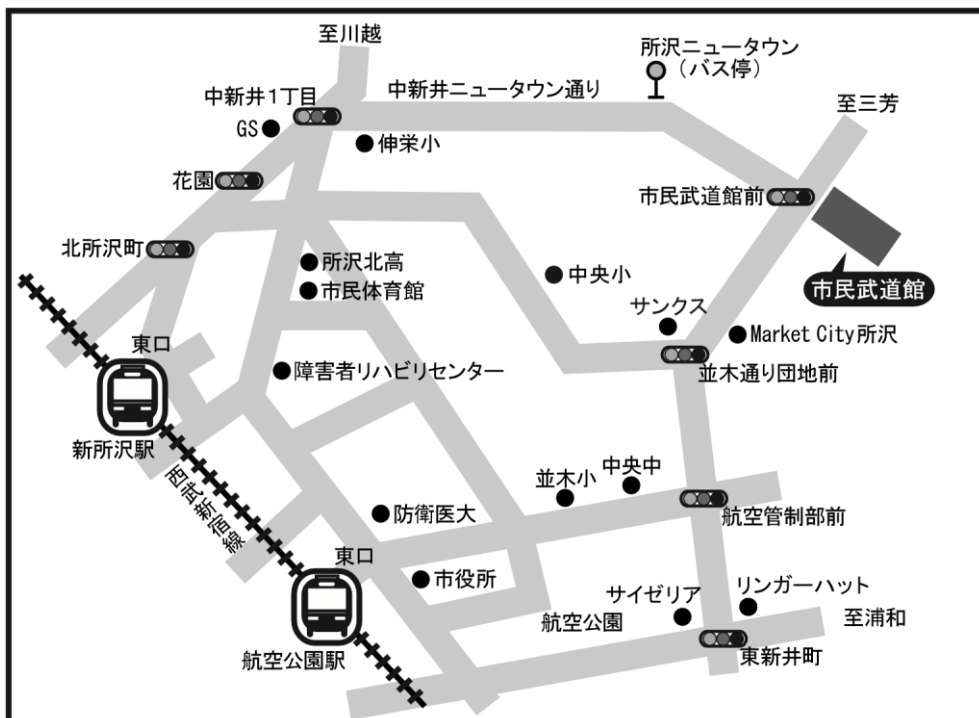 至川越
所沢ニュータウン
（バス停）
中新井１丁目
中新井ニュータウン通り
至三芳
GS
伸栄小
花園
市民武道館前
北所沢町
所沢北高
市民体育館
中央小
市民武道館
サンクス
Market City所沢
東口
並木通り団地前
障害者リハビリセンター
新所沢駅
西武新宿線
中央中
並木小
防衛医大
航空管制部前
東口
市役所
サイゼリア
リンガーハット
航空公園
至浦和
航空公園駅
東新井町